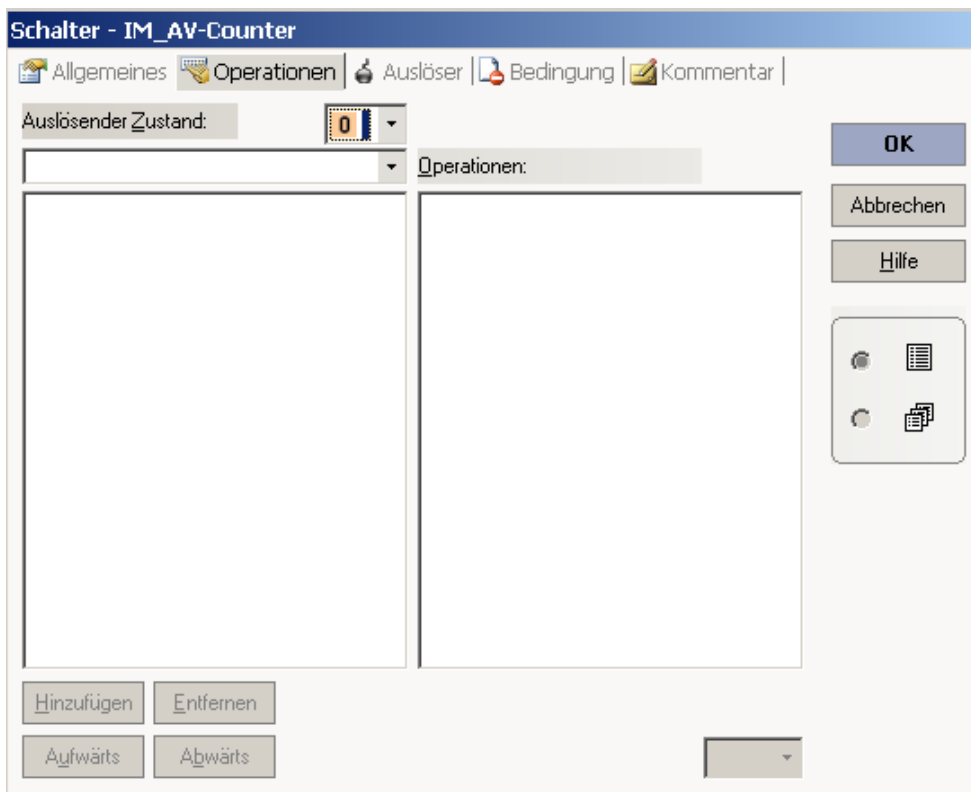 Schalter - IM_AV-Counter
Allgemeines Operationen Auslöser Bedingung Kommentar
Auslösender Zustand: 0
Operationen:
OK
Abbrechen
Hilfe
Hinzufügen Entfernen
Aufwärts Abwärts